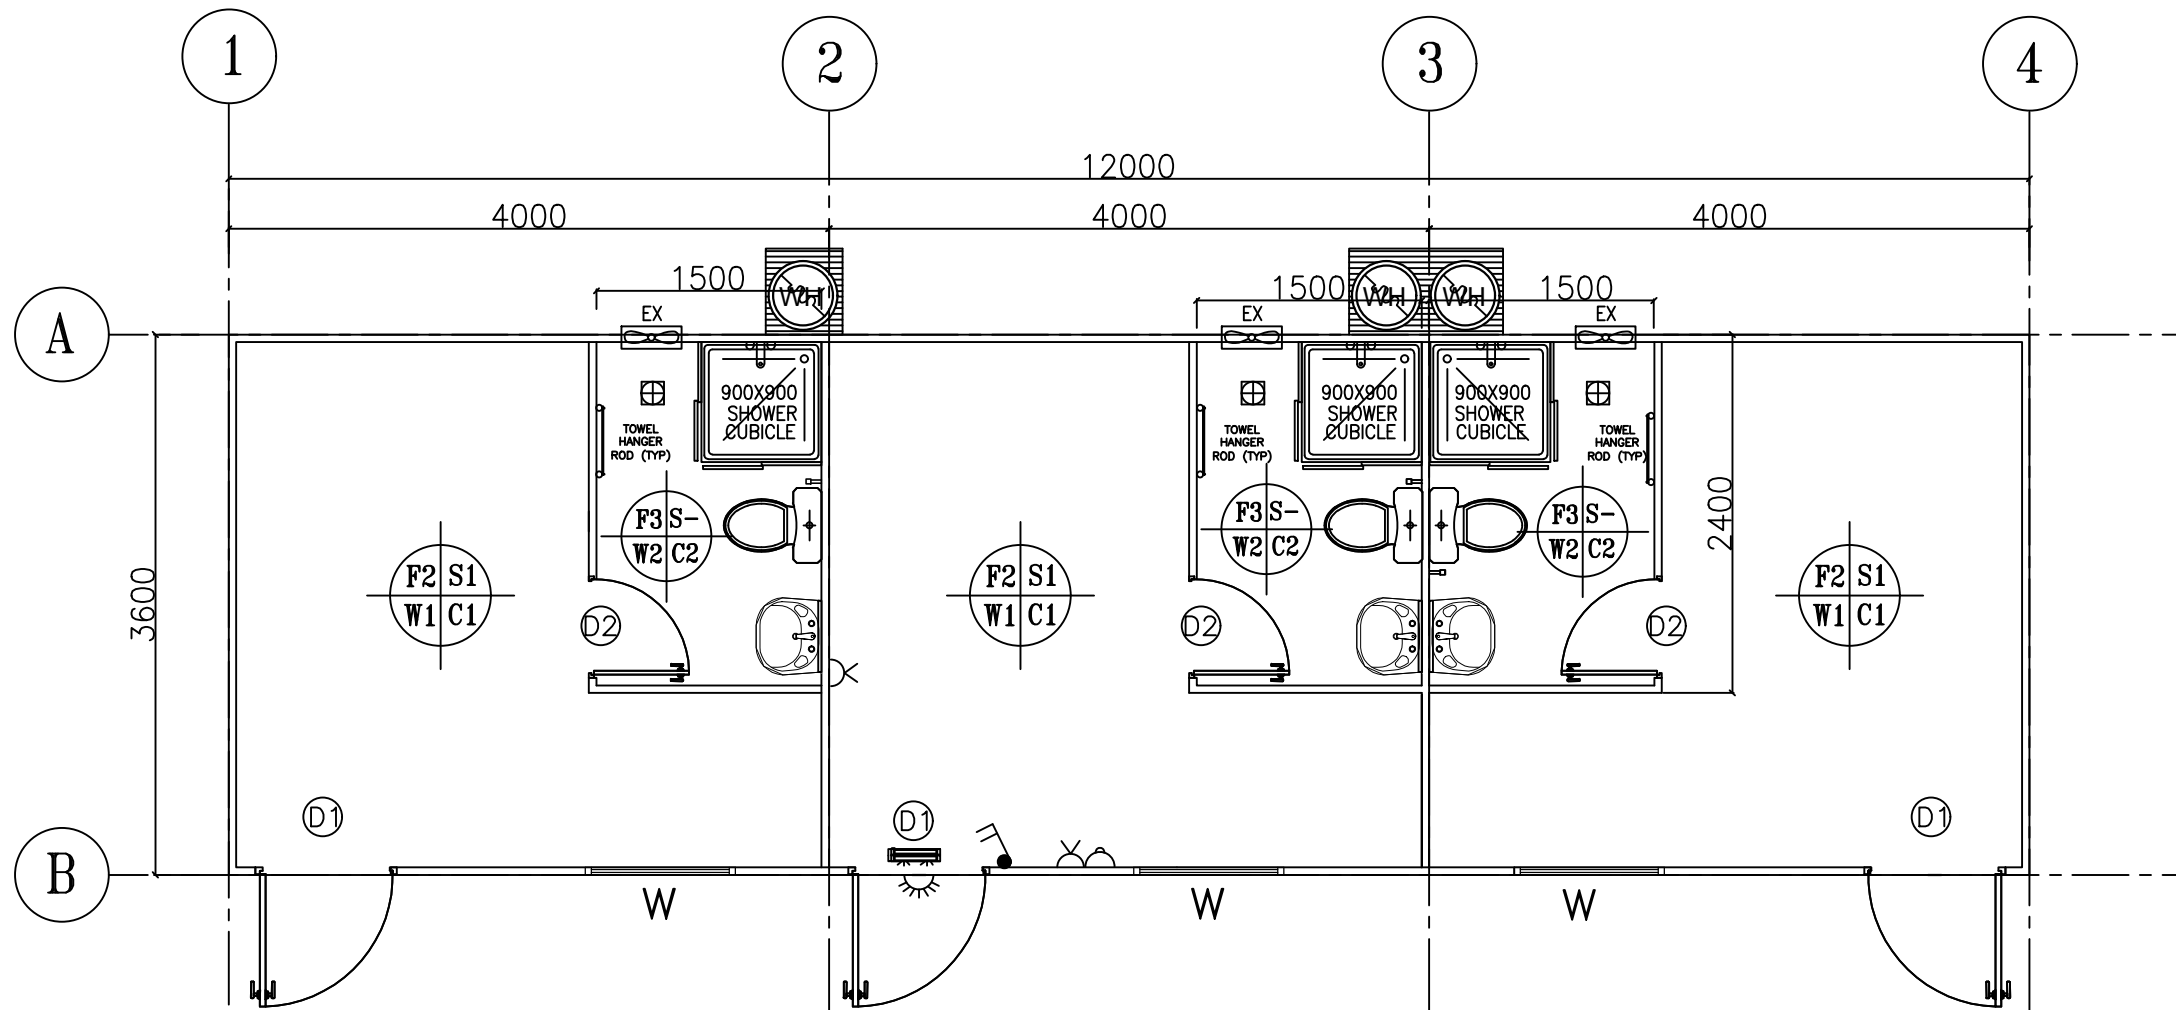 1
2
3
4
12000
4000
4000
4000
1500
WH
1500
WH
WH
1500
EX
EX
EX
A
900X900
SHOWER
CUBICLE
900X900
SHOWER
CUBICLE
900X900
SHOWER
CUBICLE
TOWEL
HANGER
ROD (TYP)
TOWEL
HANGER
ROD (TYP)
TOWEL
HANGER
ROD (TYP)
F3 S-
W2 C2
F3 S-
W2 C2
F3 S-
W2 C2
2400
3600
F2 S1
W1 C1
F2 S1
W1 C1
F2 S1
W1 C1
D2
D2
D2
D1
D1
D1
B
W
W
W